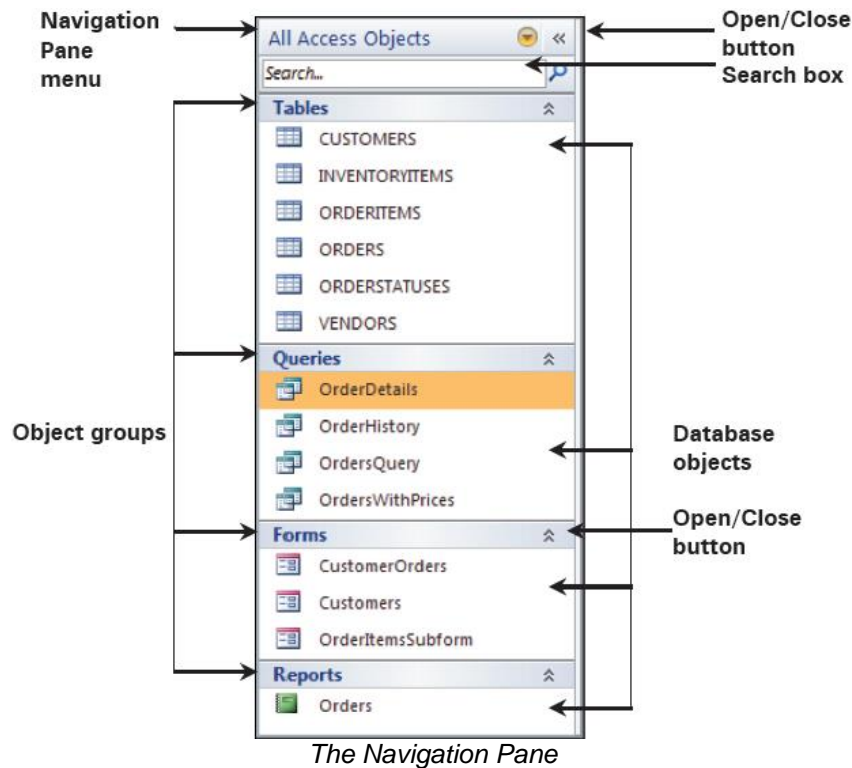 Navigation
Pane
menu
Open/Close
button
Search box
All Access Objects
Search...
Tables
CUSTOMERS
INVENTORYITEMS
ORDERITEMS
ORDERS
ORDERSTATUSES
VENDORS
Queries
OrderDetails
OrderHistory
OrdersQuery
OrdersWithPrices
Object groups
Database
objects
Open/Close
button
Forms
CustomerOrders
Customers
OrderItemsSubform
Reports
Orders
The Navigation Pane